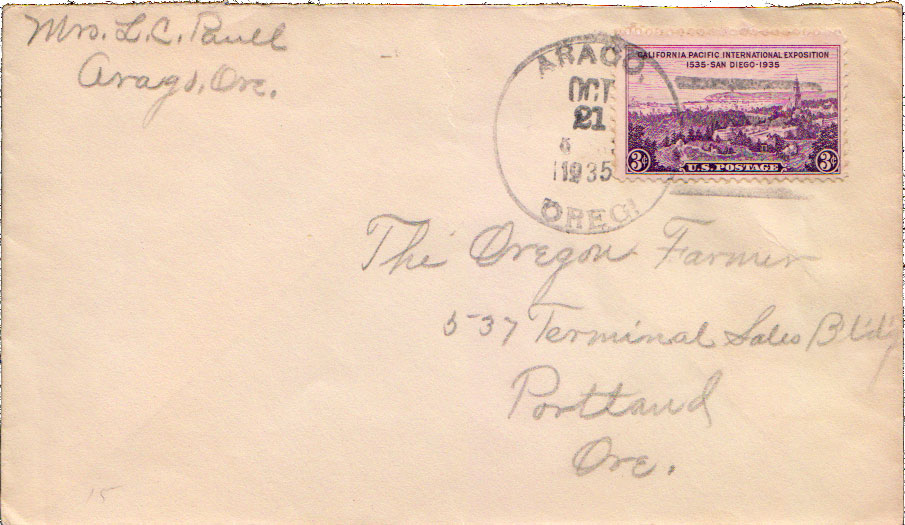 Mrs. L.C. Paull
Arago, Ore.
ARAGO,
OCT
21
1935
OREG.
CALIFORNIA PACIFIC INTERNATIONAL EXPOSITION
1535-SAN DIEGO-1935
3¢ U.S. POSTAGE 3¢
The Oregon Farmer
537 Terminal Sales Bldg
Portland
Ore.
15